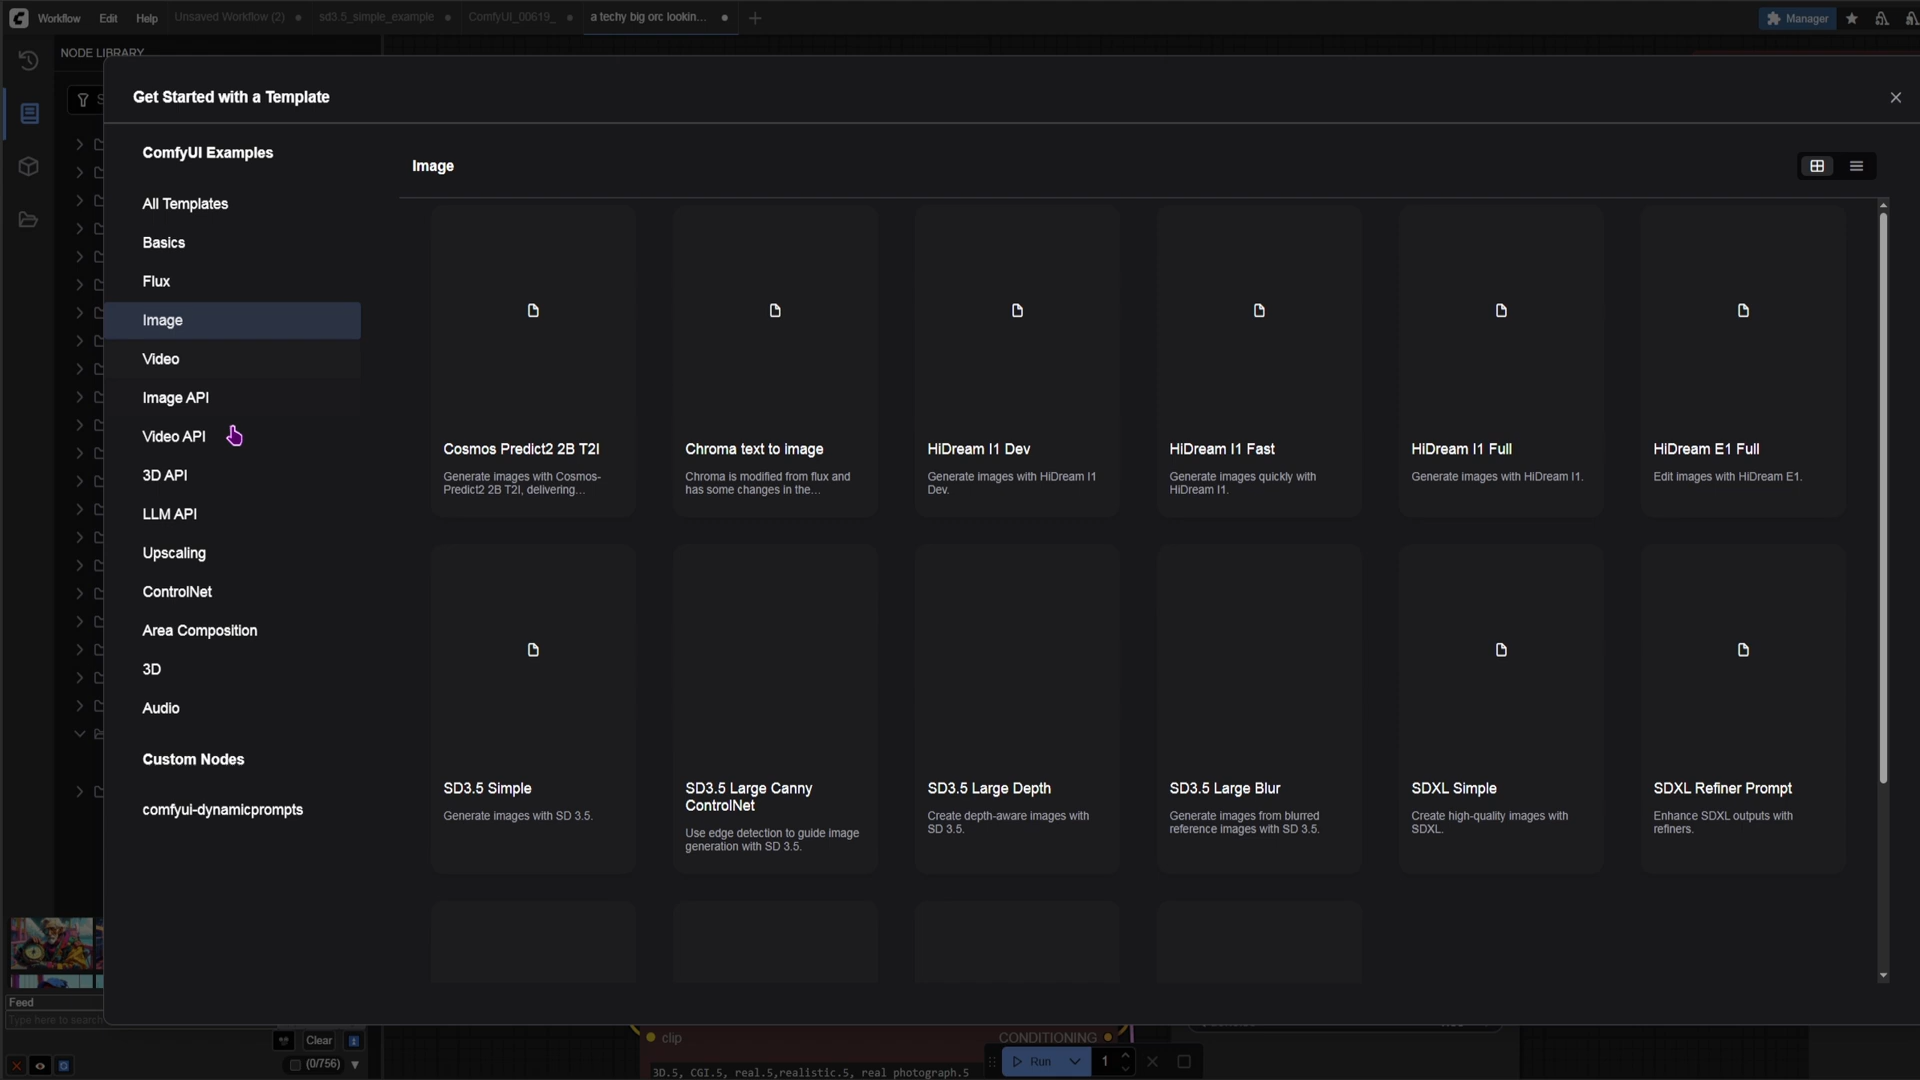 Workflow
Edit
Help
Unsaved Workflow (2)
sd3.5_simple_example
ComfyUI_00619_
a techy big orc lookin...
Manager
NODE LIBRARY
Get Started with a Template
ComfyUI Examples
All Templates
Basics
Flux
Image
Video
Image API
Video API
3D API
LLM API
Upscaling
ControlNet
Area Composition
3D
Audio
Custom Nodes
comfyui-dynamicprompts
Image
Cosmos Predict2 2B T2I
Generate images with Cosmos-
Predict2 2B T2I, delivering...
Chroma text to image
Chroma is modified from flux and
has some changes in the...
HiDream I1 Dev
Generate images with HiDream I1
Dev.
HiDream I1 Fast
Generate images quickly with
HiDream I1.
HiDream I1 Full
Generate images with HiDream I1.
HiDream E1 Full
Edit images with HiDream E1.
SD3.5 Simple
Generate images with SD 3.5.
SD3.5 Large Canny
ControlNet
Use edge detection to guide image
generation with SD 3.5.
SD3.5 Large Depth
Create depth-aware images with
SD 3.5.
SD3.5 Large Blur
Generate images from blurred
reference images with SD 3.5.
SDXL Simple
Create high-quality images with
SDXL.
SDXL Refiner Prompt
Enhance SDXL outputs with
refiners.
Feed
Type here to search
Clear
(0/756)
clip
CONDITIONING
Run
1
3D.5, CGI.5, real.5,realistic.5, real photograph.5